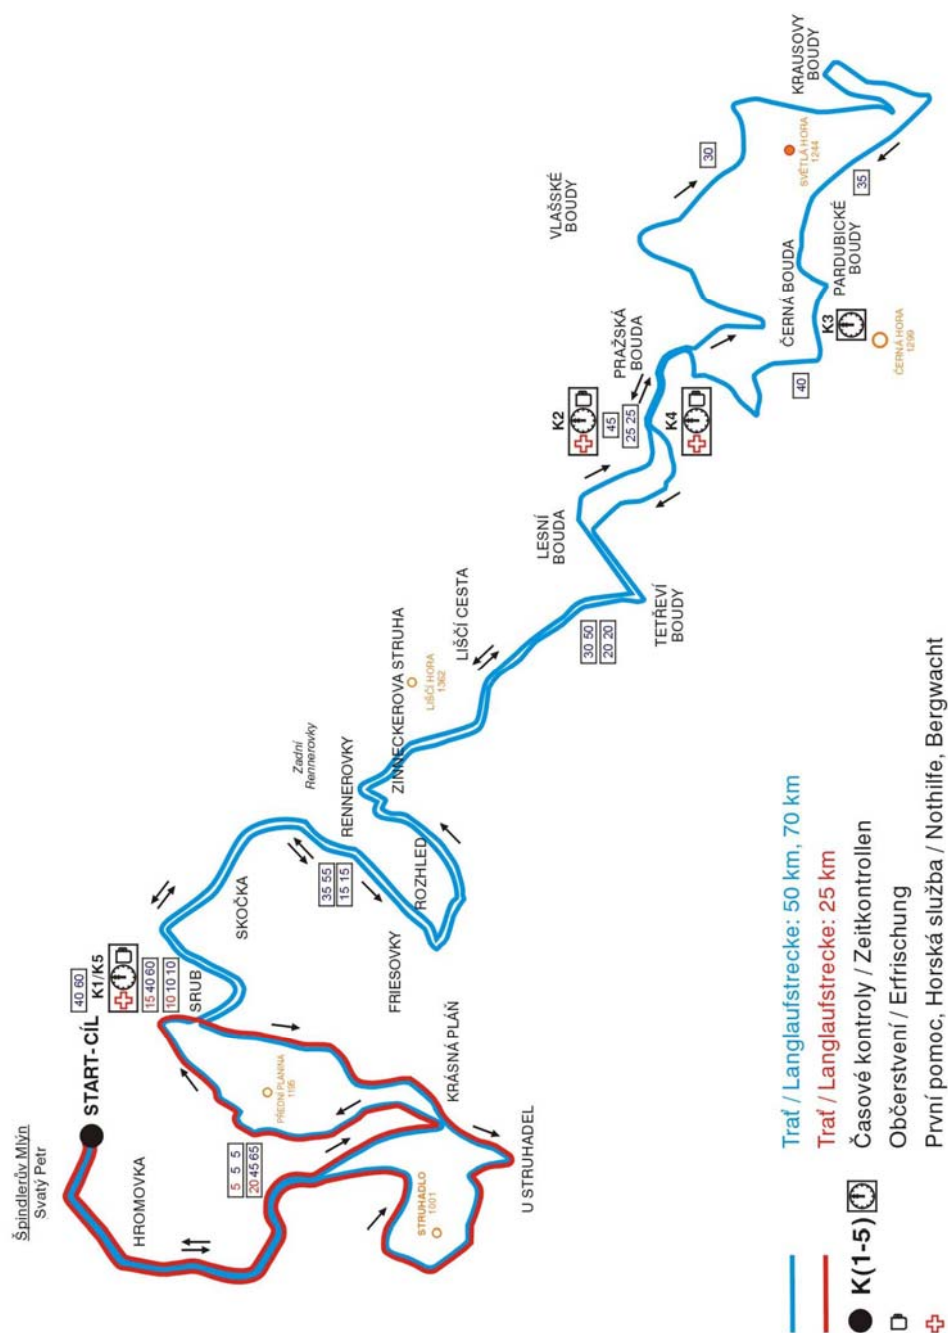 Špindlerův Mlýn
Svatý Petr
START-CÍL
HROMOVKA
5 5 5
20 45 65
STRUHADLO
1001
U STRUHADEL
KRÁSNÁ PLÁŇ
PŘEDNÍ PLANINA
1195
40 60
K1/K5
15 40 60
10 10 10
SRUB
SKOČKA
FRIESOVKY
35 55
15 15
Zadní
Rennerovky
RENNEROVKY
ROZHLED
ZINNECKEROVA STRUHA
LIŠČÍ HORA
1362
LIŠČÍ CESTA
30 50
20 20
TETŘEVÍ
BOUDY
LESNÍ
BOUDA
K2
45
25 25
PRAŽSKÁ
BOUDA
K4
VLAŠSKÉ
BOUDY
30
40
ČERNÁ BOUDA
K3
ČERNÁ HORA
1299
PARDUBICKÉ
BOUDY
35
SVĚTLÁ HORA
1244
KRAUSOVY
BOUDY
Trať / Langlaufstrecke: 50 km, 70 km
Trať / Langlaufstrecke: 25 km
K(1-5) Časové kontroly / Zeitkontrollen
Občerstvení / Erfrischung
První pomoc, Horská služba / Nothilfe, Bergwacht